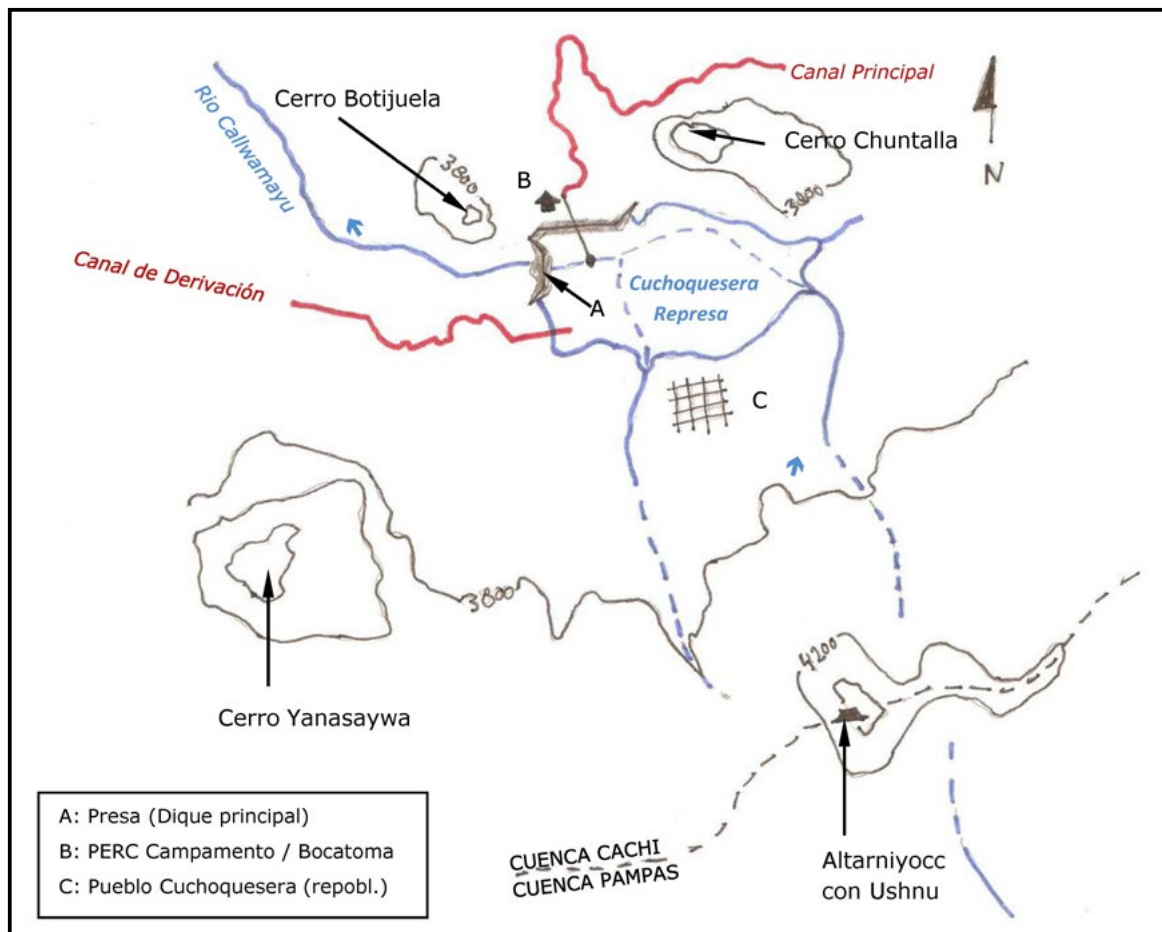 Canal Principal
Rio Callwamayu
Cerro Botijuela
Cerro Chuntalla
N
3800
3800
B
Canal de Derivación
Cuchoquesera
Represa
A
C
3800
4200
Cerro Yanasaywa
A: Presa (Dique principal)
B: PERC Campamento / Bocatoma
C: Pueblo Cuchoquesera (repobl.)
CUENCA CACHI
CUENCA PAMPAS
Altarniyocc
con Ushnu